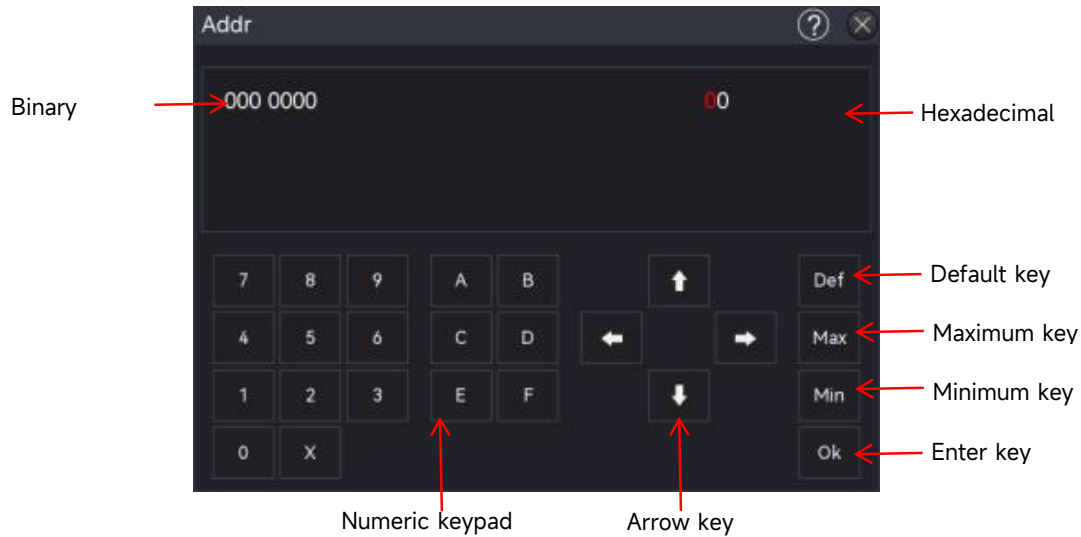 Addr ?
Binary 000 0000 00 Hexadecimal
7 8 9 A B Def Default key
4 5 6 C D Max Maximum key
1 2 3 E F Min Minimum key
0 X Ok Enter key
Numeric keypad Arrow key